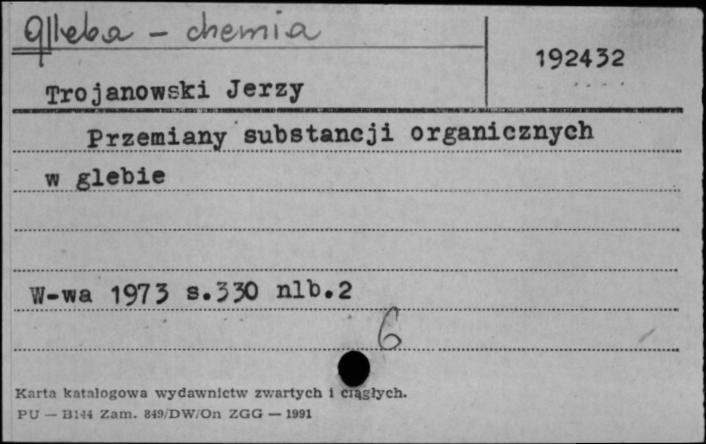 Gleba - chemia
192432
Trojanowski Jerzy
Przemiany substancji organicznych
w glebie
W-wa 1973 s.330 nlb.2
6
Karta katalogowa wydawnictw zwartych i ciągłych.
PU — B144 Zam. 849/DW/On ZGG — 1991